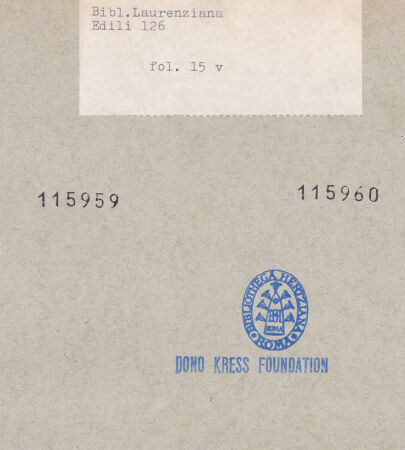 Bibl.Laurenziana
Edili 126
fol. 15 v
115959
115960
BIBLIOTHECA HERTZIANA
ROMA
DONO KRESS FOUNDATION